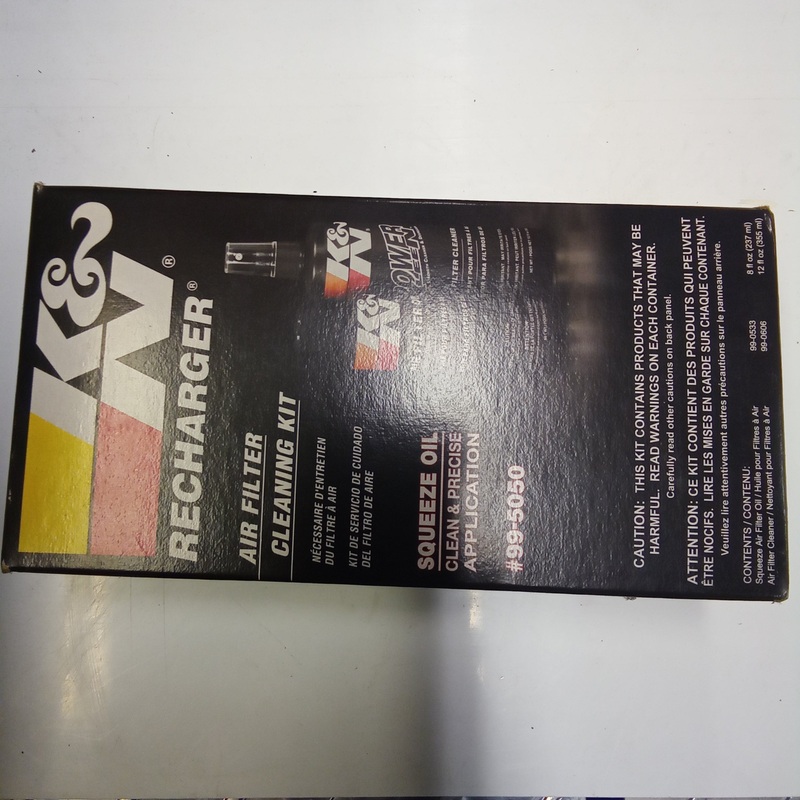 K&N®
RECHARGER®
AIR FILTER
CLEANING KIT
NÉCESSAIRE D'ENTRETIEN
DU FILTRE À AIR
KIT DE SERVICIO DE CUIDADO
DEL FILTRO DE AIRE
SQUEEZE OIL
CLEAN & PRECISE
APPLICATION
#99-5050
K&N
POWER
FILTER CLEANER
K&N
CAUTION: THIS KIT CONTAINS PRODUCTS THAT MAY BE
HARMFUL. READ WARNINGS ON EACH CONTAINER.
Carefully read other cautions on back panel.
ATTENTION: CE KIT CONTIENT DES PRODUITS QUI PEUVENT
ÊTRE NOCIFS. LIRE LES MISES EN GARDE SUR CHAQUE CONTENANT.
Veuillez lire attentivement autres précautions sur le panneau arrière.
CONTENTS / CONTENU:
Squeeze Air Filter Oil / Huile pour Filtres à Air 99-0533 8 fl oz (237 ml)
Air Filter Cleaner / Nettoyant pour Filtres à Air 99-0606 12 fl oz (355 ml)